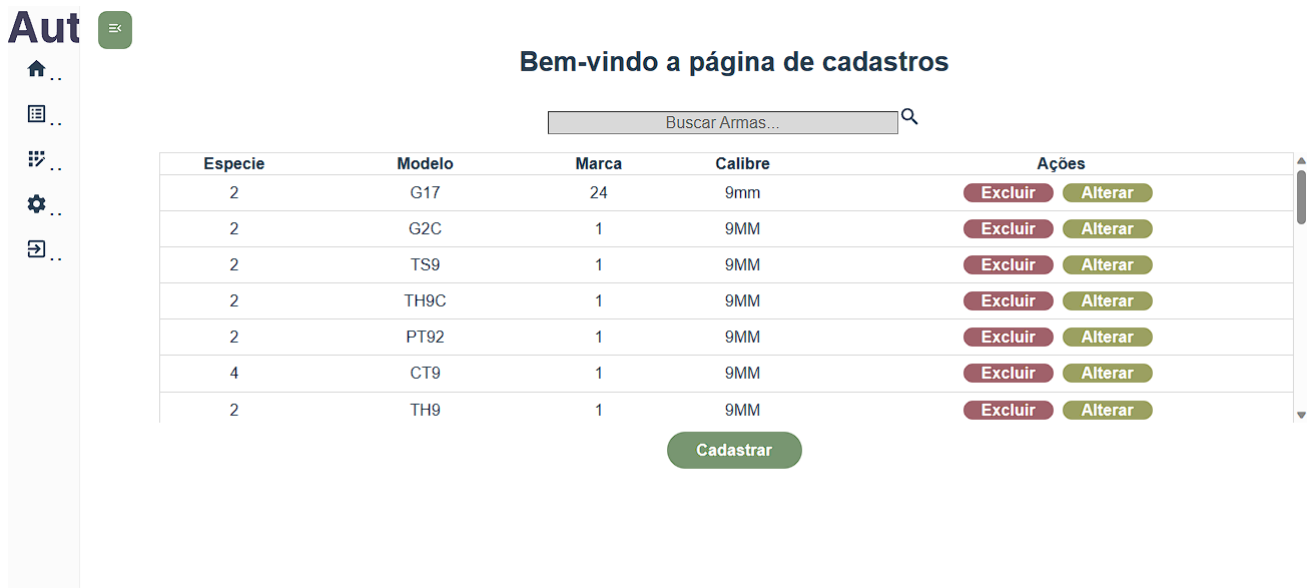 Aut
..
..
..
..
..
Bem-vindo a página de cadastros
Buscar Armas...
Especie Modelo Marca Calibre Ações
2 G17 24 9mm Excluir Alterar
2 G2C 1 9MM Excluir Alterar
2 TS9 1 9MM Excluir Alterar
2 TH9C 1 9MM Excluir Alterar
2 PT92 1 9MM Excluir Alterar
4 CT9 1 9MM Excluir Alterar
2 TH9 1 9MM Excluir Alterar
Cadastrar